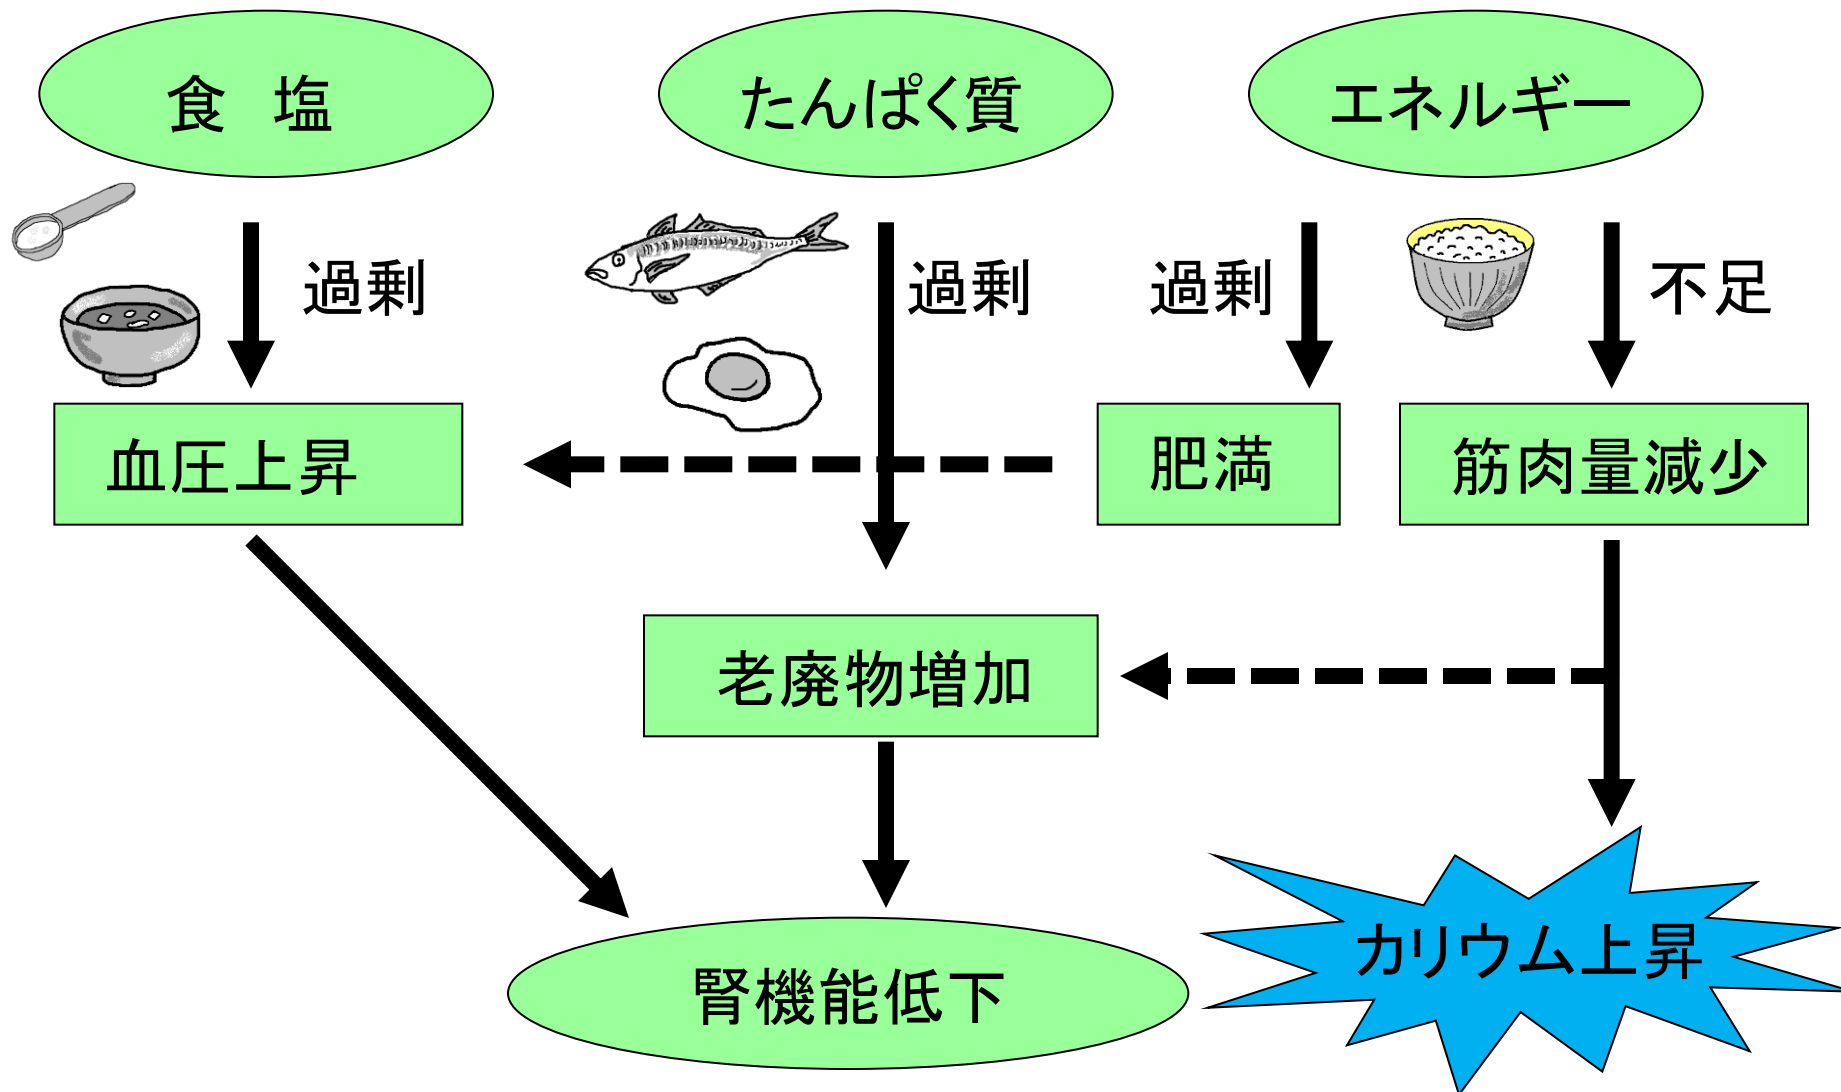 食　塩
たんぱく質
エネルギー
過剰
過剰
過剰
不足
血圧上昇
肥満
筋肉量減少
老廃物増加
カリウム上昇
腎機能低下